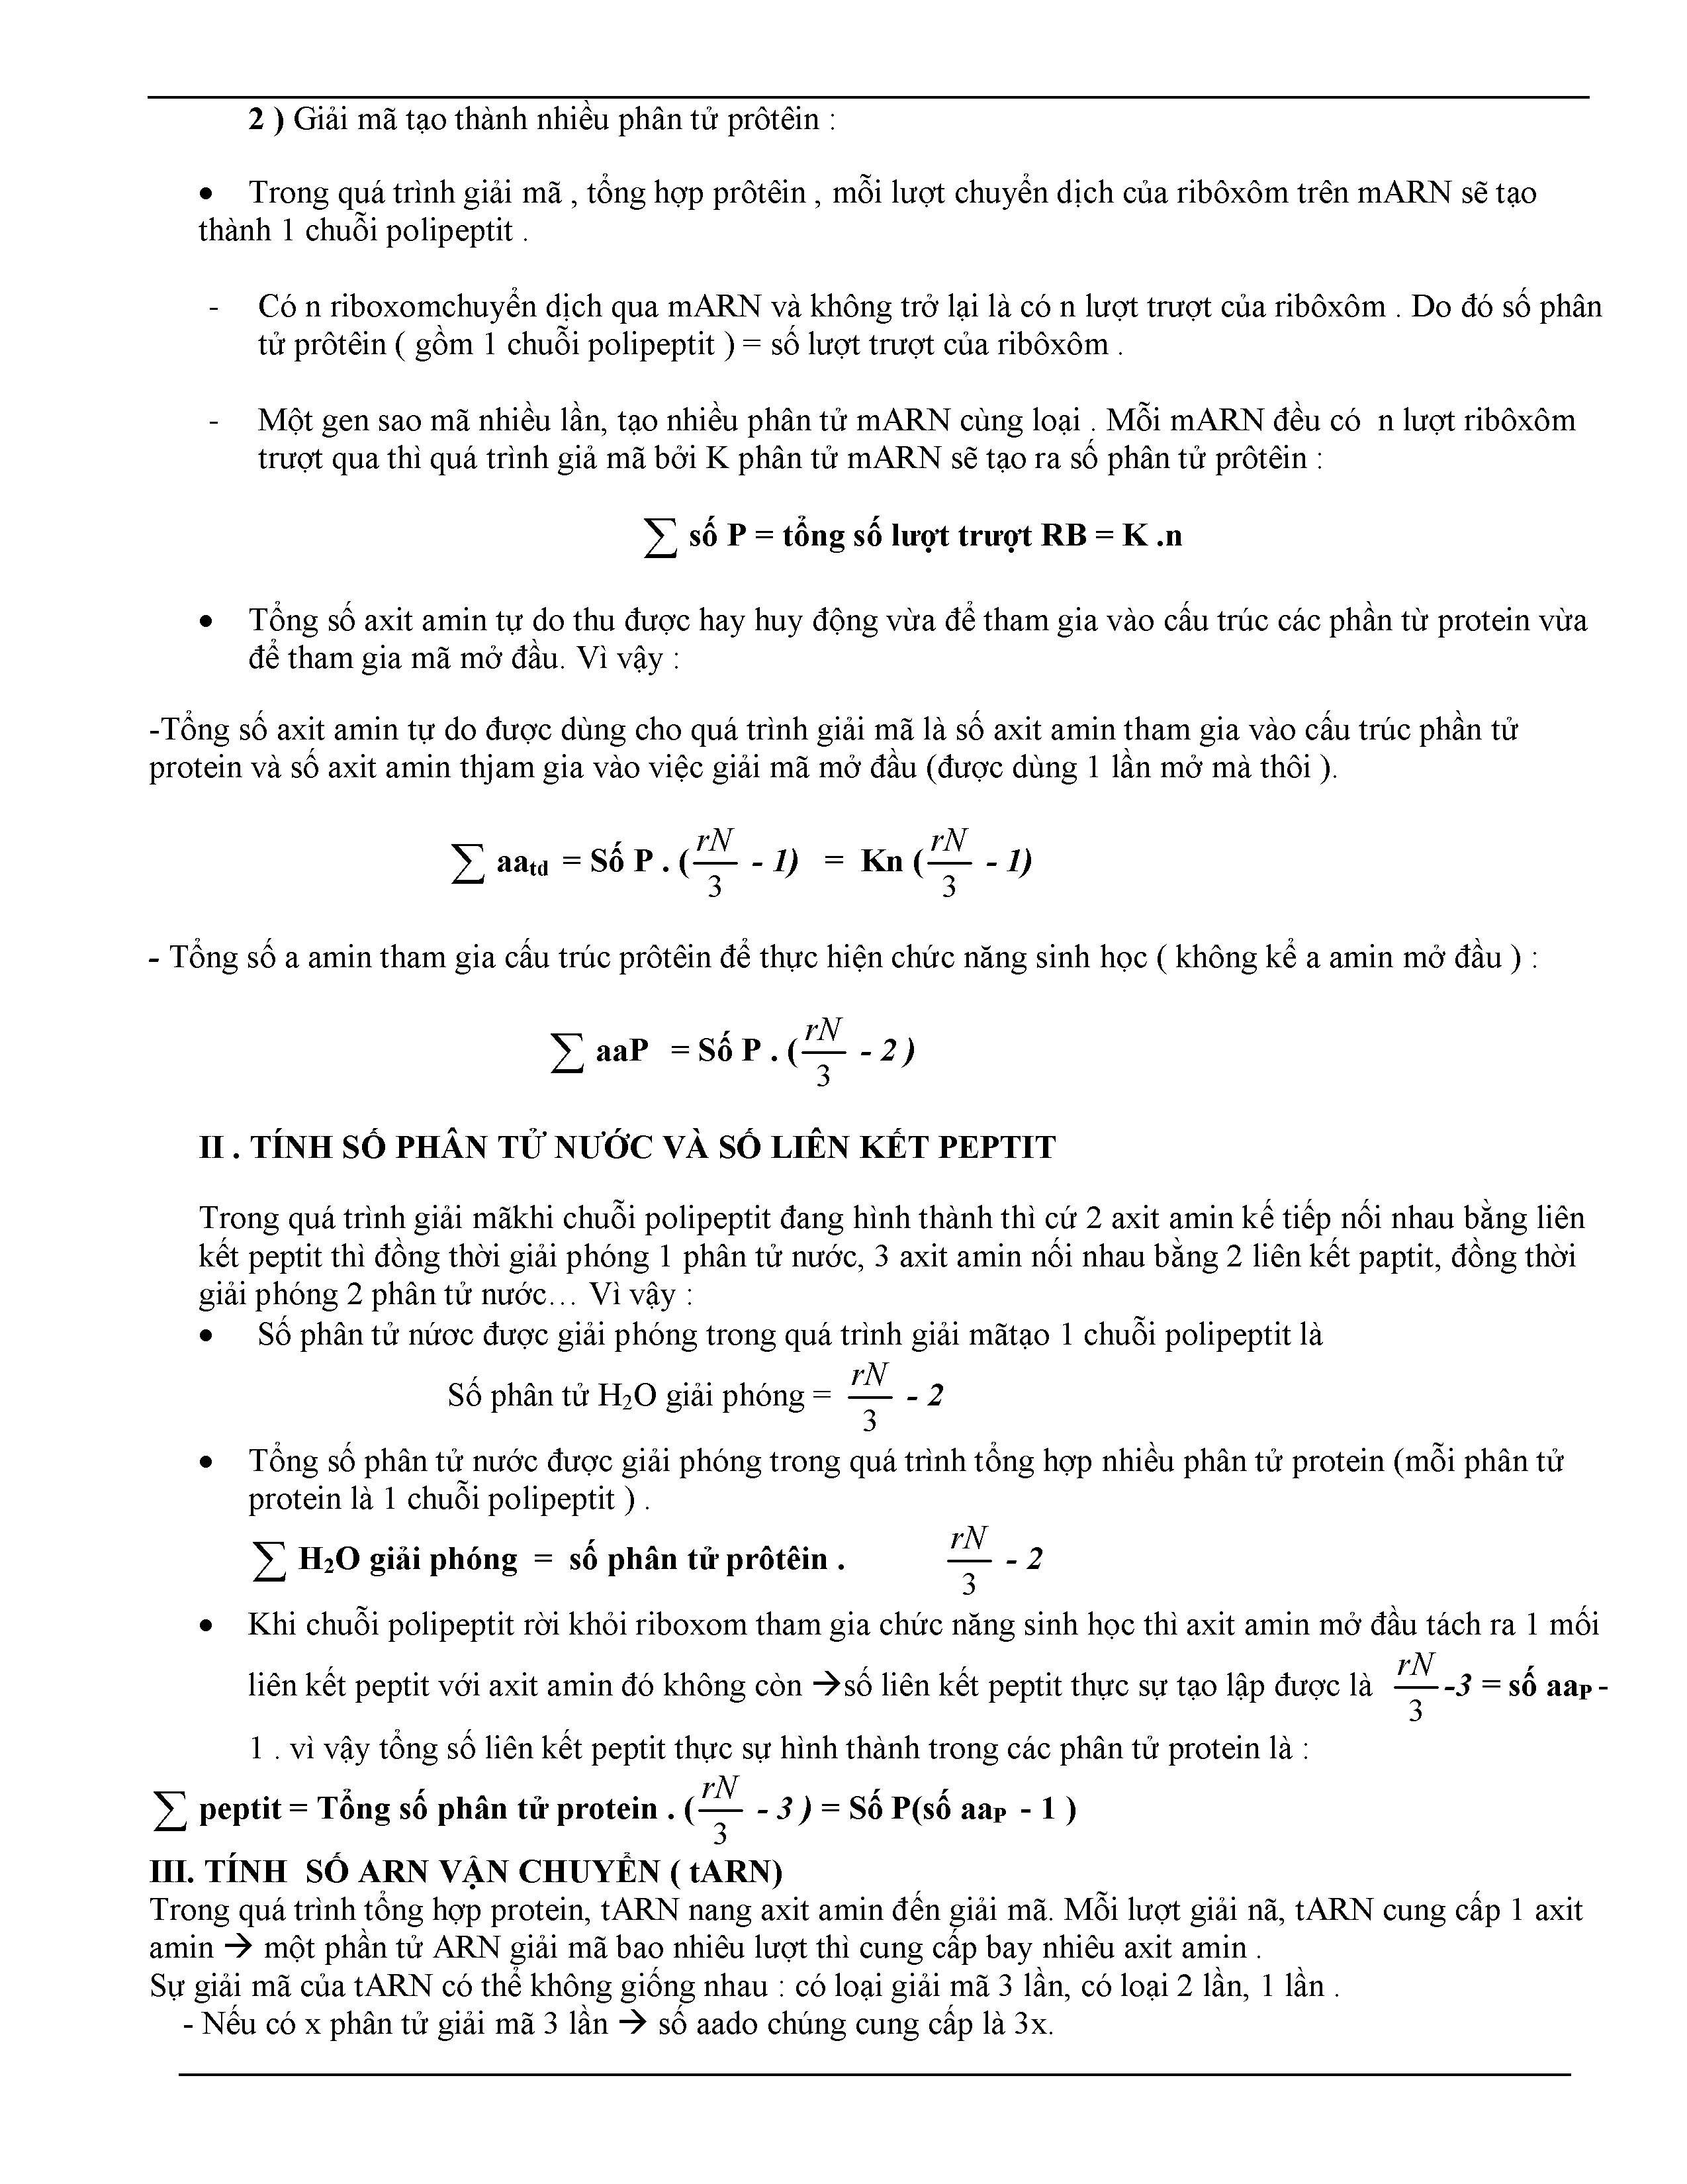 2 ) Giải mã tạo thành nhiều phân tử prôtêin :
• Trong quá trình giải mã , tổng hợp prôtêin , mỗi lượt chuyển dịch của ribôxôm trên mARN sẽ tạo
thành 1 chuỗi polipeptit .
- Có n riboxomchuyển dịch qua mARN và không trở lại là có n lượt trượt của ribôxôm . Do đó số phân
tử prôtêin ( gồm 1 chuỗi polipeptit ) = số lượt trượt của ribôxôm .
- Một gen sao mã nhiều lần, tạo nhiều phân tử mARN cùng loại . Mỗi mARN đều có n lượt ribôxôm
trượt qua thì quá trình giả mã bởi K phân tử mARN sẽ tạo ra số phân tử prôtêin :
∑ số P = tổng số lượt trượt RB = K .n
• Tổng số axit amin tự do thu được hay huy động vừa để tham gia vào cấu trúc các phần từ protein vừa
để tham gia mã mở đầu. Vì vậy :
-Tổng số axit amin tự do được dùng cho quá trình giải mã là số axit amin tham gia vào cấu trúc phần tử
protein và số axit amin thjam gia vào việc giải mã mở đầu (được dùng 1 lần mở mà thôi ).
∑ aatd = Số P . (rN/3 - 1) = Kn (rN/3 - 1)
- Tổng số a amin tham gia cấu trúc prôtêin để thực hiện chức năng sinh học ( không kể a amin mở đầu ) :
∑ aaP = Số P . (rN/3 - 2 )
II . TÍNH SỐ PHÂN TỬ NƯỚC VÀ SỐ LIÊN KẾT PEPTIT
Trong quá trình giải mãkhi chuỗi polipeptit đang hình thành thì cứ 2 axit amin kế tiếp nối nhau bằng liên
kết peptit thì đồng thời giải phóng 1 phân tử nước, 3 axit amin nối nhau bằng 2 liên kết paptit, đồng thời
giải phóng 2 phân tử nước… Vì vậy :
• Số phân tử nứơc được giải phóng trong quá trình giải mãtạo 1 chuỗi polipeptit là
Số phân tử H₂O giải phóng = rN/3 - 2
• Tổng số phân tử nước được giải phóng trong quá trình tổng hợp nhiều phân tử protein (mỗi phân tử
protein là 1 chuỗi polipeptit ) .
∑ H₂O giải phóng = số phân tử prôtêin . rN/3 - 2
• Khi chuỗi polipeptit rời khỏi riboxom tham gia chức năng sinh học thì axit amin mở đầu tách ra 1 mối
liên kết peptit với axit amin đó không còn →số liên kết peptit thực sự tạo lập được là rN/3 -3 = số aaP -
1 . vì vậy tổng số liên kết peptit thực sự hình thành trong các phân tử protein là :
∑ peptit = Tổng số phân tử protein . (rN/3 - 3 ) = Số P(số aaP - 1 )
III. TÍNH SỐ ARN VẬN CHUYỂN ( tARN)
Trong quá trình tổng hợp protein, tARN nang axit amin đến giải mã. Mỗi lượt giải nã, tARN cung cấp 1 axit
amin → một phần tử ARN giải mã bao nhiêu lượt thì cung cấp bay nhiêu axit amin .
Sự giải mã của tARN có thể không giống nhau : có loại giải mã 3 lần, có loại 2 lần, 1 lần .
- Nếu có x phân tử giải mã 3 lần → số aado chúng cung cấp là 3x.